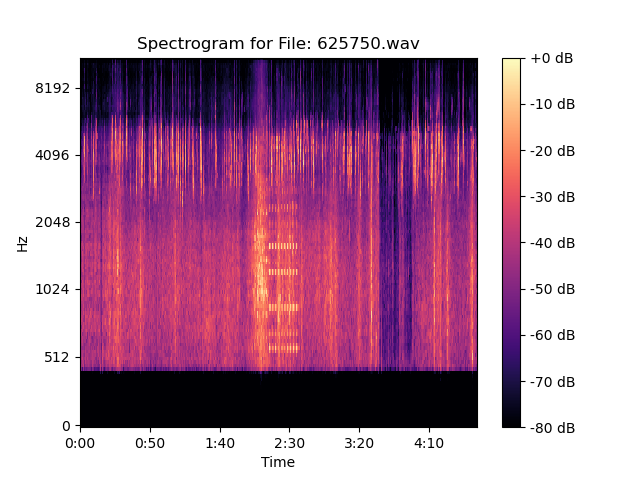 Spectrogram for File: 625750.wav
Hz
8192
4096
2048
1024
512
0
0:00 0:50 1:40 2:30 3:20 4:10
Time
+0 dB
-10 dB
-20 dB
-30 dB
-40 dB
-50 dB
-60 dB
-70 dB
-80 dB